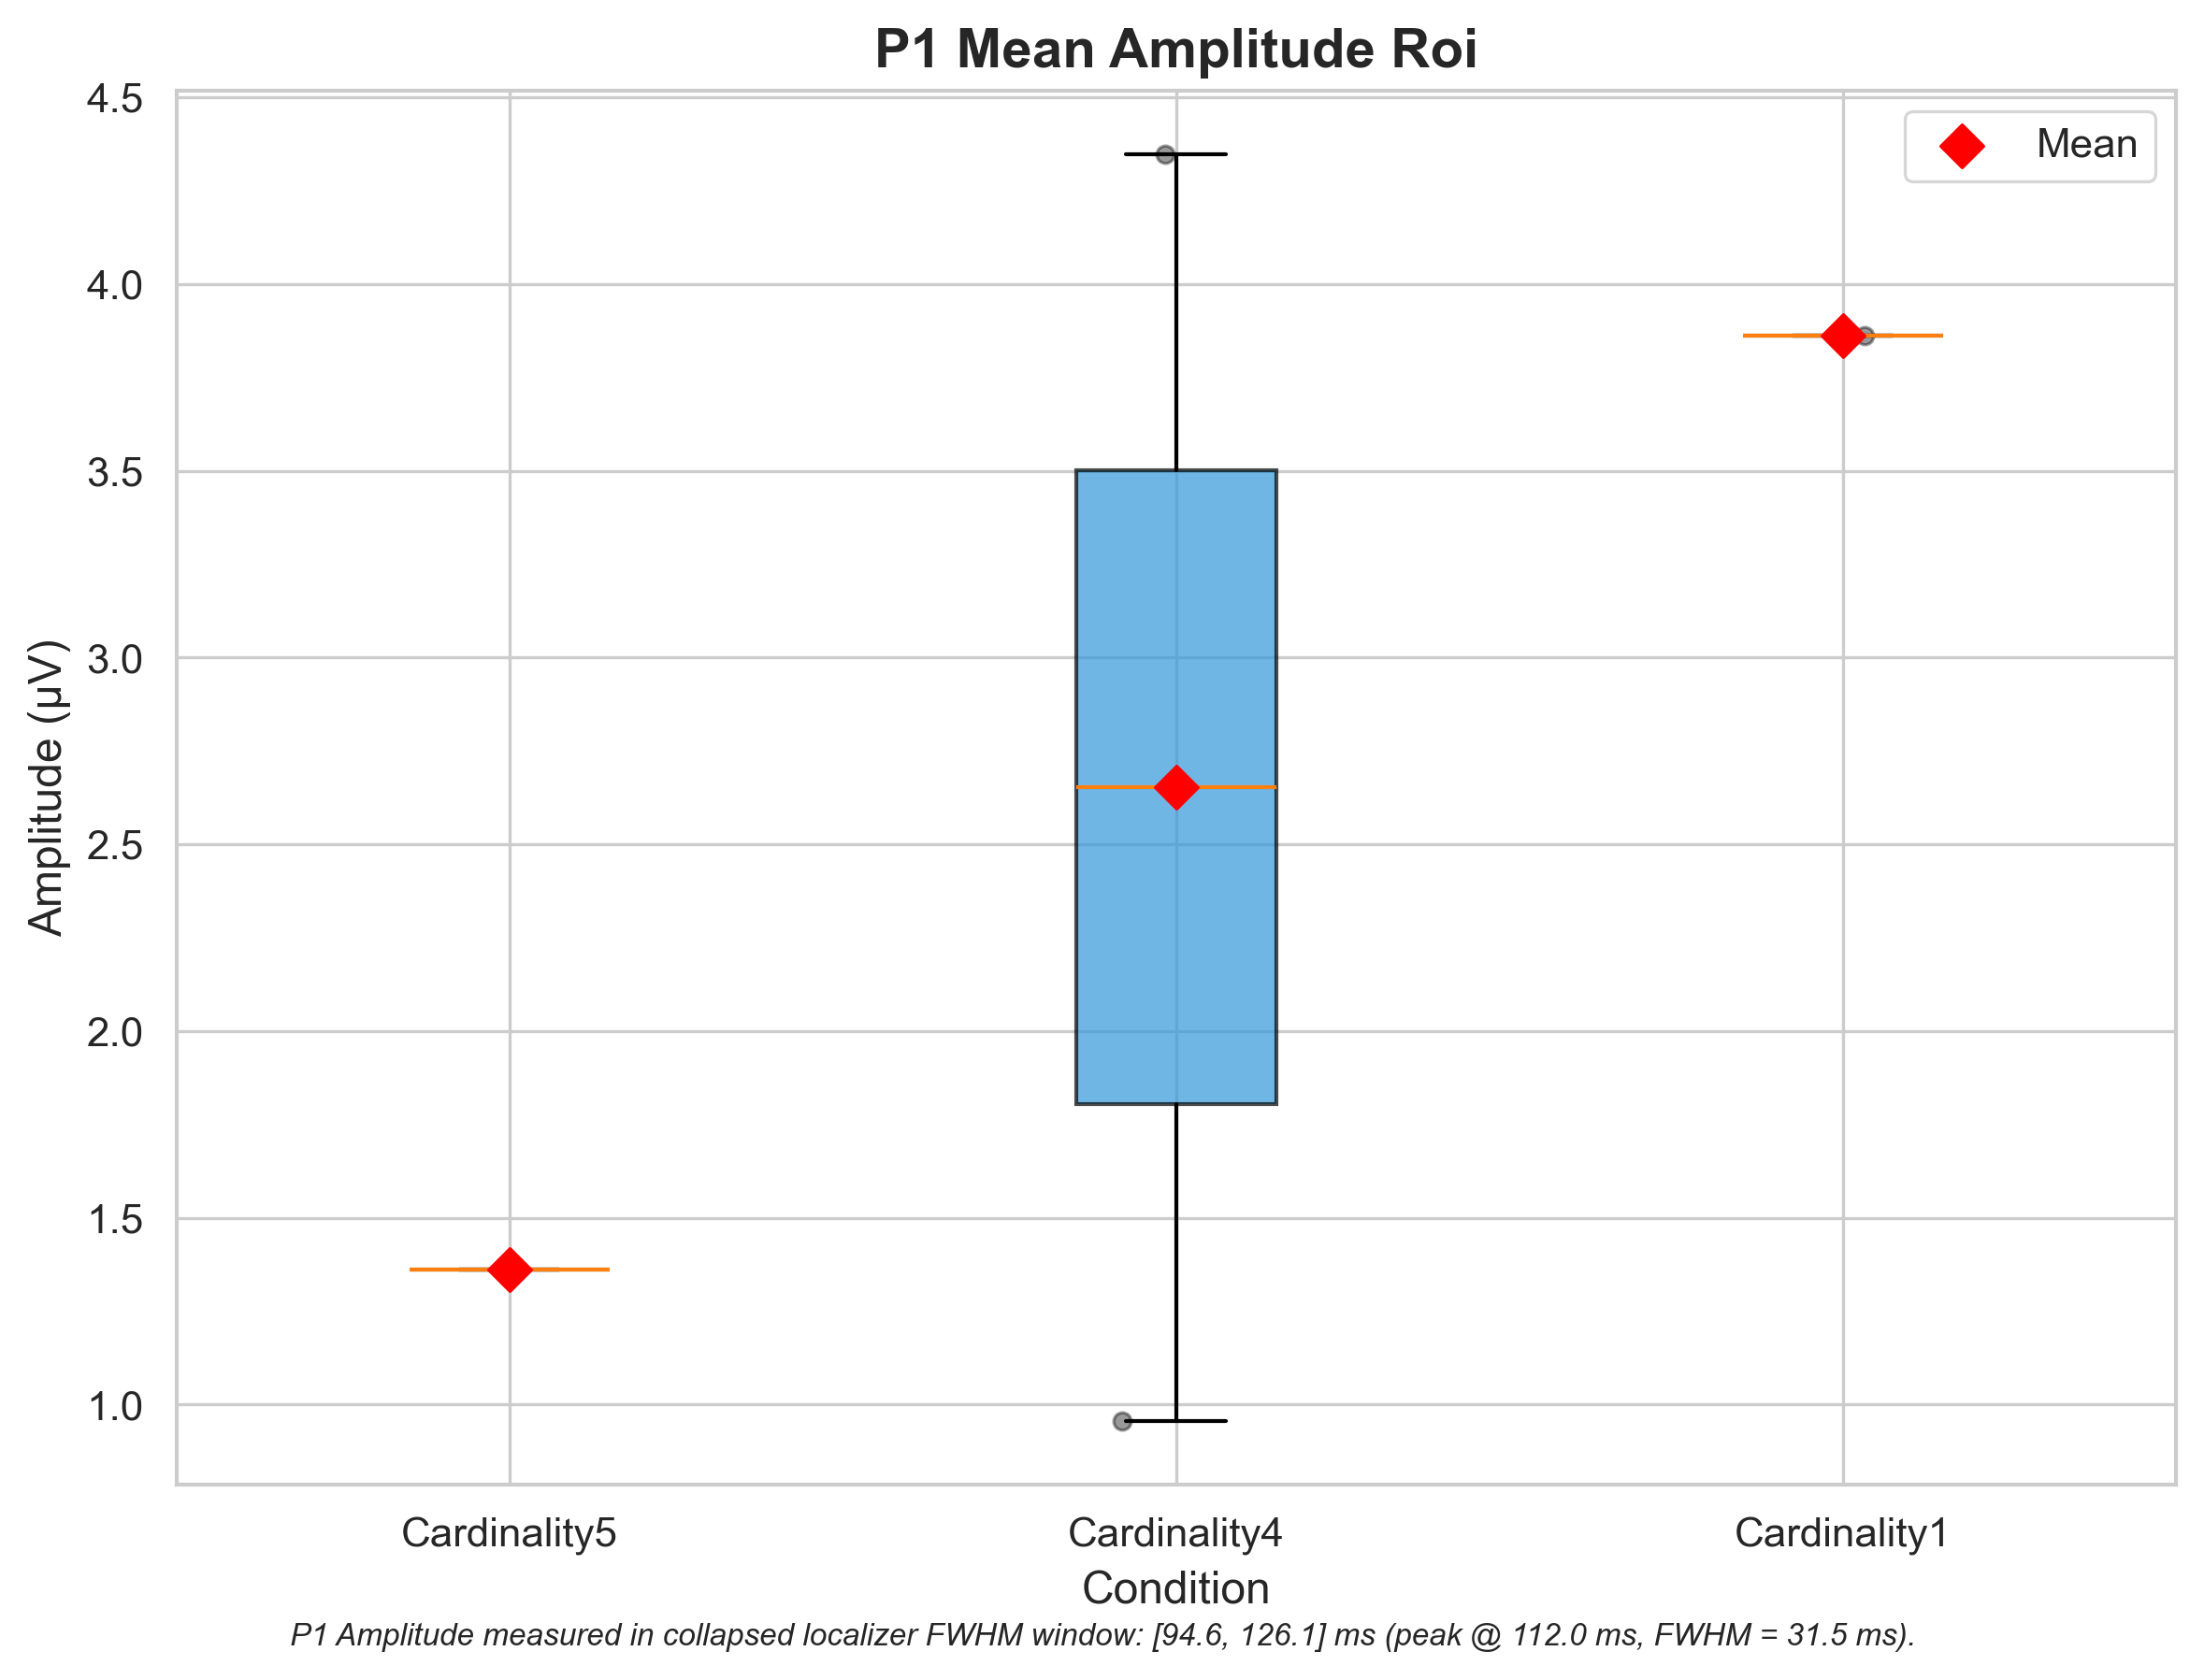 P1 Mean Amplitude Roi
Mean
Amplitude (µV)
4.5
4.0
3.5
3.0
2.5
2.0
1.5
1.0
Cardinality5 Cardinality4 Cardinality1
Condition
P1 Amplitude measured in collapsed localizer FWHM window: [94.6, 126.1] ms (peak @ 112.0 ms, FWHM = 31.5 ms).